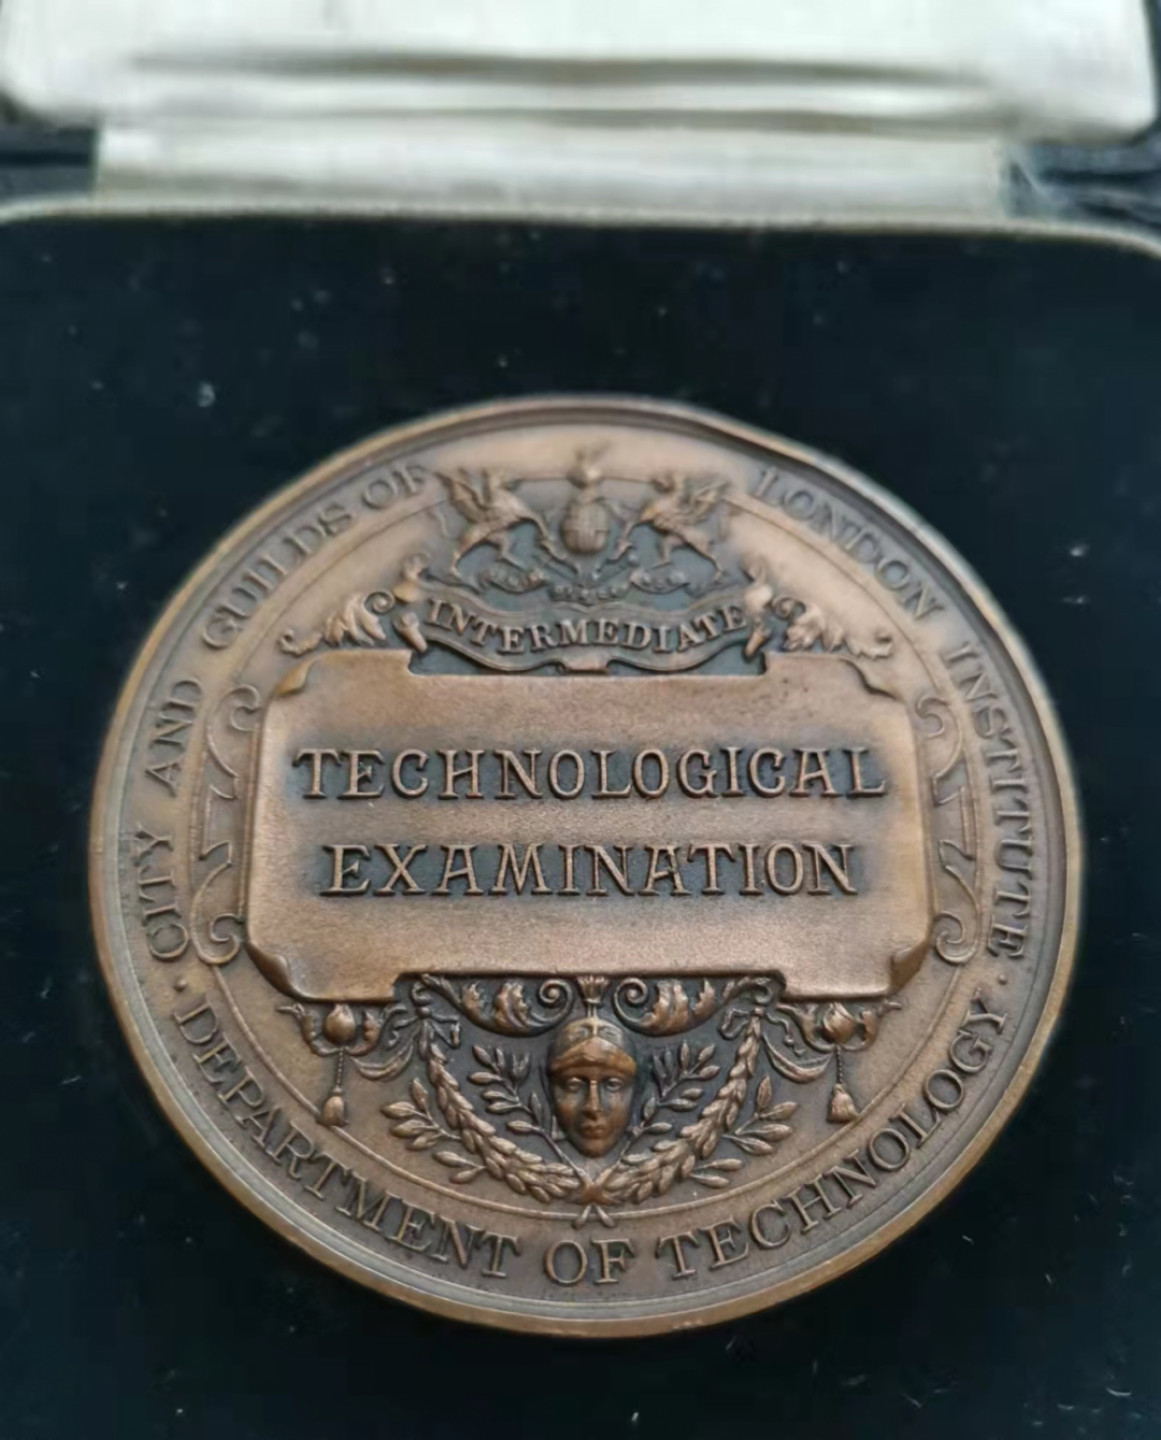 CITY AND GUILDS OF LONDON INSTITUTE
INTERMEDIATE
TECHNOLOGICAL
EXAMINATION
· DEPARTMENT OF TECHNOLOGY ·